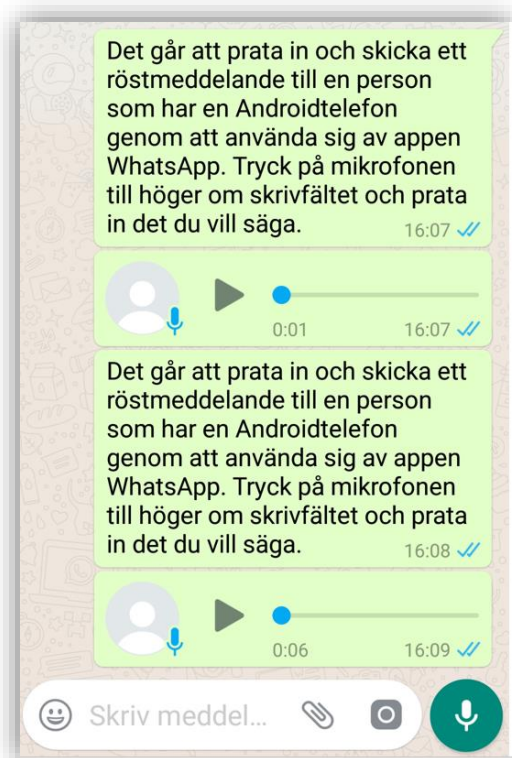 Det går att prata in och skicka ett
röstmeddelande till en person
som har en Androidtelefon
genom att använda sig av appen
WhatsApp. Tryck på mikrofonen
till höger om skrivfältet och prata
in det du vill säga.
16:07
0:01 16:07
Det går att prata in och skicka ett
röstmeddelande till en person
som har en Androidtelefon
genom att använda sig av appen
WhatsApp. Tryck på mikrofonen
till höger om skrivfältet och prata
in det du vill säga.
16:08
0:06 16:09
Skriv meddel...